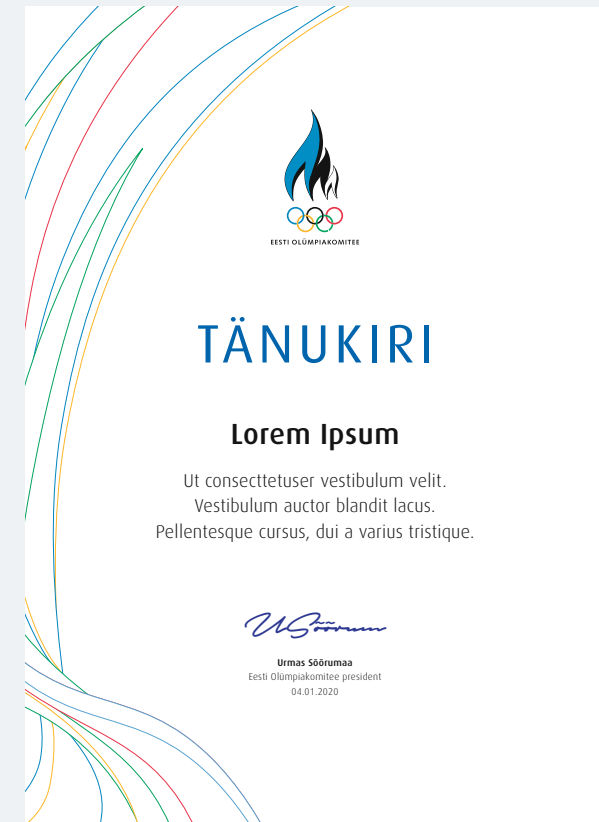 EESTI OLÜMPIAKOMITEE
TÄNUKIRI
Lorem Ipsum
Ut consecttetuser vestibulum velit.
Vestibulum auctor blandit lacus.
Pellentesque cursus, dui a varius tristique.
USõõrumaa
Urmas Sõõrumaa
Eesti Olümpiakomitee president
04.01.2020